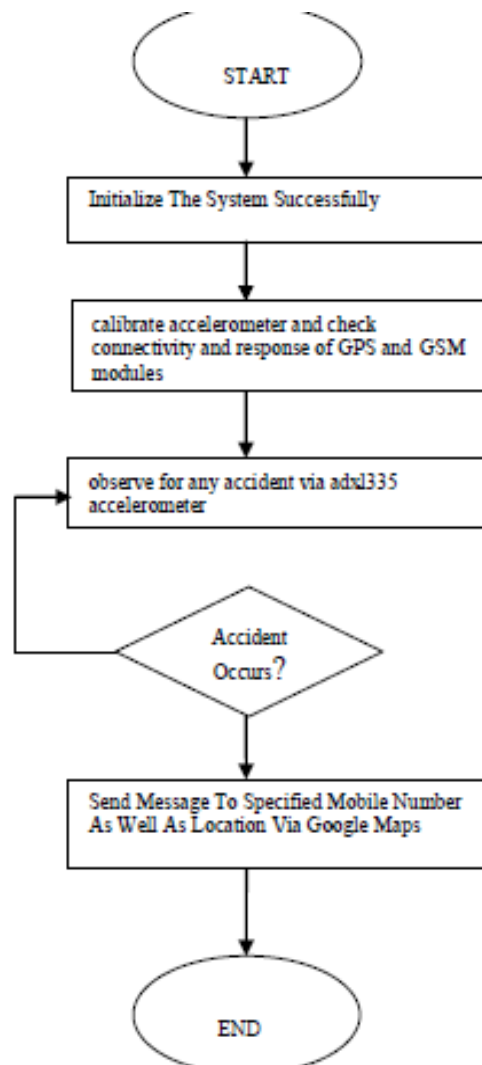 START
Initialize The System Successfully
calibrate accelerometer and check
connectivity and response of GPS and GSM
modules
observe for any accident via adxl335
accelerometer
Accident
Occurs?
Send Message To Specified Mobile Number
As Well As Location Via Google Maps
END